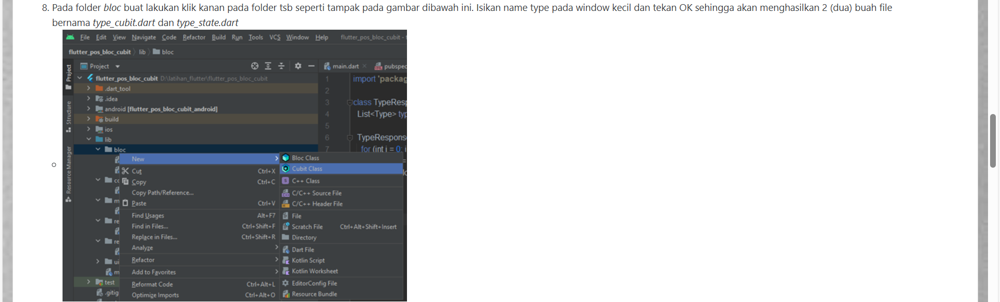 8. Pada folder bloc buat lakukan klik kanan pada folder tsb seperti tampak pada gambar dibawah ini. Isikan name type pada window kecil dan tekan OK sehingga akan menghasilkan 2 (dua) buah file
bernama type_cubit.dart dan type_state.dart
File Edit View Navigate Code Refactor Build Run Tools VCS Window Help flutter_pos_bloc_cubit -
flutter_pos_bloc_cubit lib bloc
Project main.dart pubspec
flutter_pos_bloc_cubit D:\latihan_flutter\flutter_pos_bloc_cubit
.dart_tool
.idea
android [flutter_pos_bloc_cubit_android]
build
ios
lib
bloc
co
m
re
re
ui
m
test
.gitig
Project
Structure
Resource Manager
1 import 'packag
2
3 class TypeResp
4 List<Type> typ
5
6 TypeRespons
7 for (int i = 0; i
New
Cut Ctrl+X
Copy Ctrl+C
Copy Path/Reference...
Paste Ctrl+V
Find Usages Alt+F7
Find in Files... Ctrl+Shift+F
Replace in Files... Ctrl+Shift+R
Analyze
Refactor
Add to Favorites
Reformat Code Ctrl+Alt+L
Optimize Imports Ctrl+Alt+O
Bloc Class
Cubit Class
C++ Class
C/C++ Source File
C/C++ Header File
File
Scratch File Ctrl+Alt+Shift+Insert
Directory
Dart File
Kotlin Script
Kotlin Worksheet
EditorConfig File
Resource Bundle